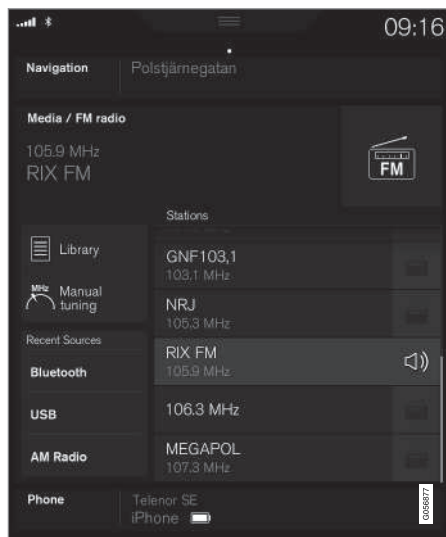 09:16
Navigation
Polstjärnegatan
Media / FM radio
105.9 MHz
RIX FM
FM
Stations
Library
MHz
Manual
tuning
Recent Sources
Bluetooth
USB
AM Radio
GNF103,1
103,1 MHz
NRJ
105.3 MHz
RIX FM
105.9 MHz
106.3 MHz
MEGAPOL
107.3 MHz
Phone
Telenor SE
iPhone
G056877